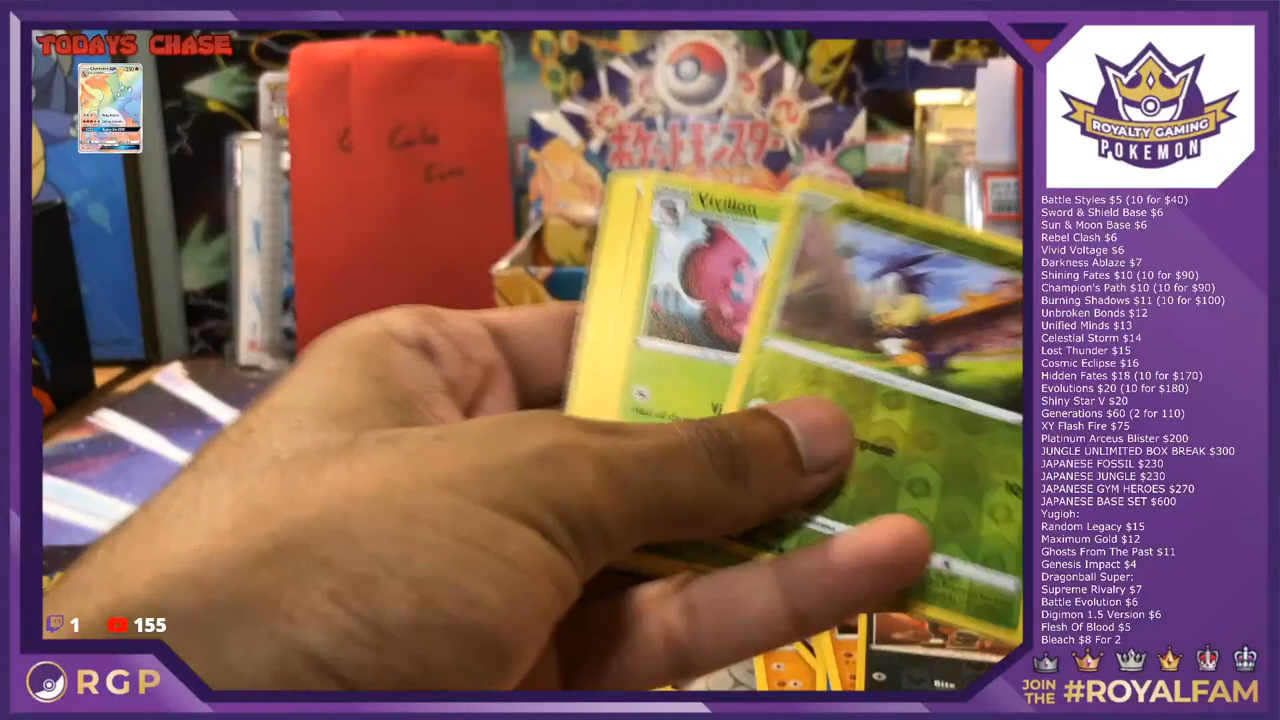 TODAYS CHASE
ポケットモンスター
Vivillon
Bite
1
155
RGP
ROYALTY GAMING
POKEMON
Battle Styles $5 (10 for $40)
Sword & Shield Base $6
Sun & Moon Base $6
Rebel Clash $6
Vivid Voltage $6
Darkness Ablaze $7
Shining Fates $10 (10 for $90)
Champion's Path $10 (10 for $90)
Burning Shadows $11 (10 for $100)
Unbroken Bonds $12
Unified Minds $13
Celestial Storm $14
Lost Thunder $15
Cosmic Eclipse $16
Hidden Fates $18 (10 for $170)
Evolutions $20 (10 for $180)
Shiny Star V $20
Generations $60 (2 for 110)
XY Flash Fire $75
Platinum Arceus Blister $200
JUNGLE UNLIMITED BOX BREAK $300
JAPANESE FOSSIL $230
JAPANESE JUNGLE $230
JAPANESE GYM HEROES $270
JAPANESE BASE SET $600
Yugioh:
Random Legacy $15
Maximum Gold $12
Ghosts From The Past $11
Genesis Impact $4
Dragonball Super:
Supreme Rivalry $7
Battle Evolution $6
Digimon 1.5 Version $6
Flesh Of Blood $5
Bleach $8 For 2
JOIN
THE #ROYALFAM